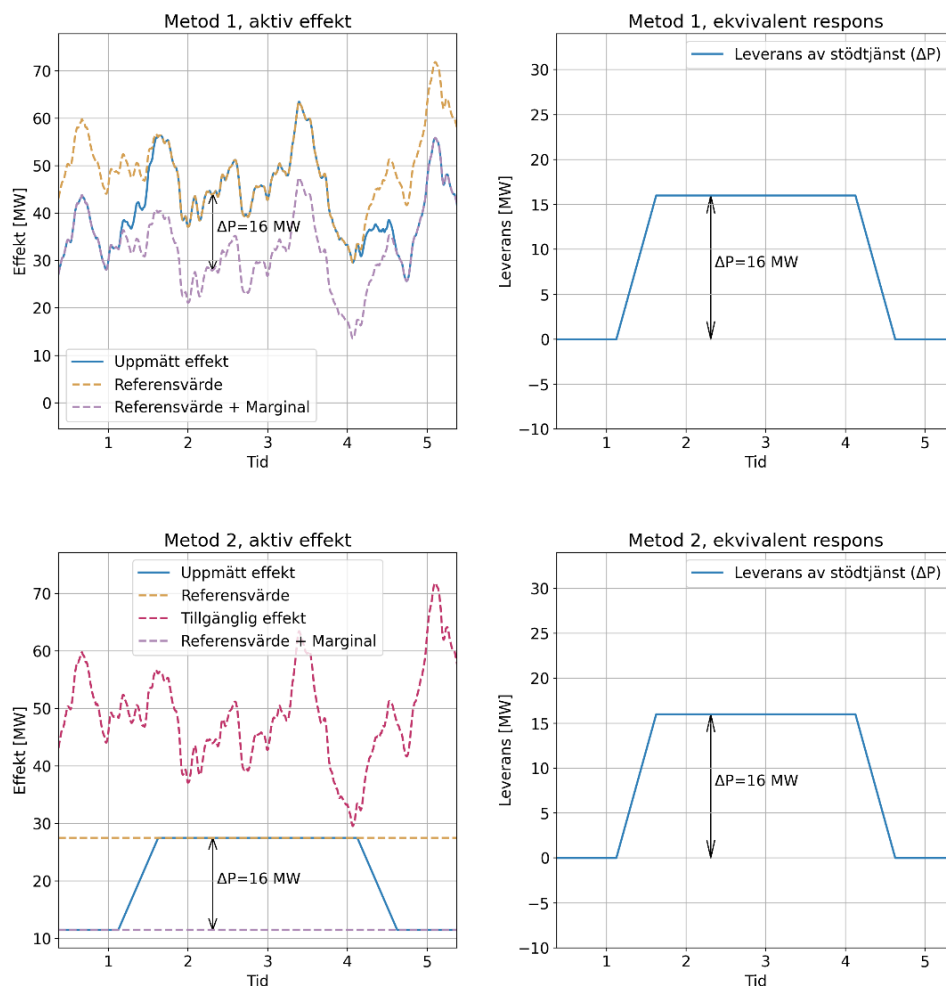 Metod 1, aktiv effekt
Effekt [MW]
70
60
50
40
30
20
10
0
ΔP=16 MW
Uppmätt effekt
Referensvärde
Referensvärde + Marginal
1 2 3 4 5
Tid
Metod 1, ekvivalent respons
Leverans [MW]
30
25
20
15
10
5
0
−5
−10
Leverans av stödtjänst (ΔP)
ΔP=16 MW
1 2 3 4 5
Tid
Metod 2, aktiv effekt
Effekt [MW]
70
60
50
40
30
20
10
Uppmätt effekt
Referensvärde
Tillgänglig effekt
Referensvärde + Marginal
ΔP=16 MW
1 2 3 4 5
Tid
Metod 2, ekvivalent respons
Leverans [MW]
30
25
20
15
10
5
0
−5
−10
Leverans av stödtjänst (ΔP)
ΔP=16 MW
1 2 3 4 5
Tid